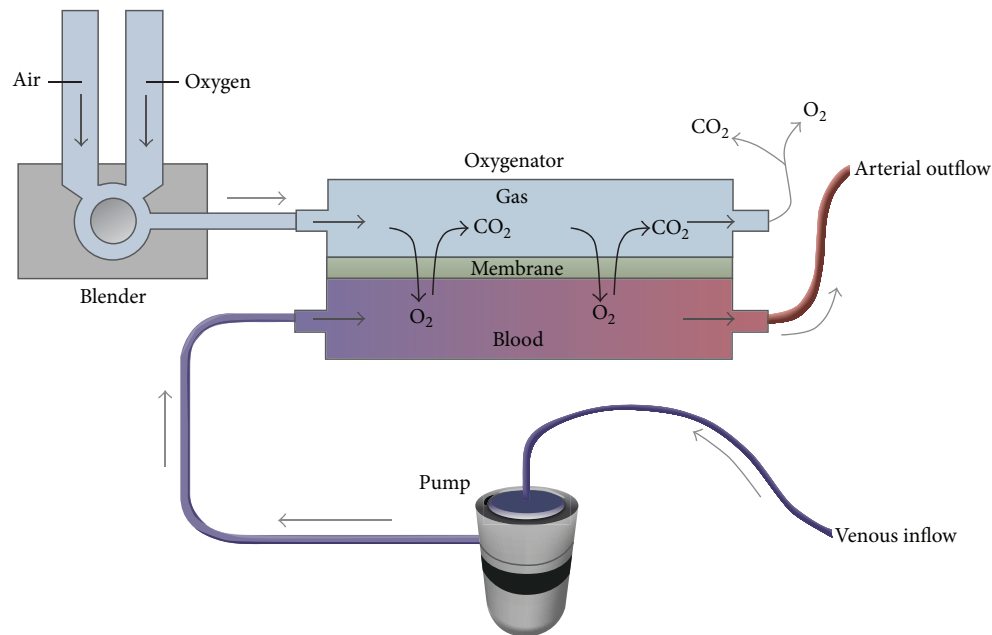 Air
Oxygen
O₂
CO₂
Oxygenator
Arterial outflow
Gas
CO₂
CO₂
Membrane
Blender
O₂
O₂
Blood
Pump
Venous inflow